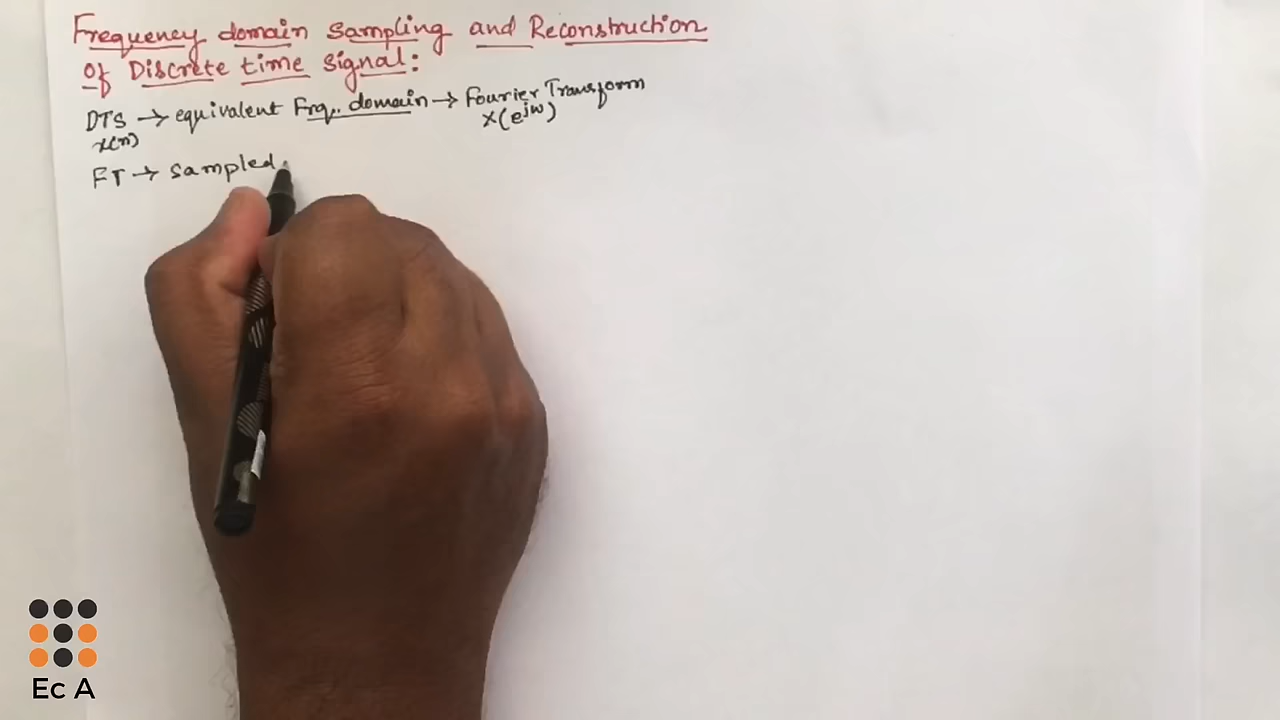 Frequency domain sampling and Reconstruction
of Discrete time signal:
DTS → equivalent Frq.. domain → Fourier Transform
x(n) X(e^jw)
FT → sampled
Ec A